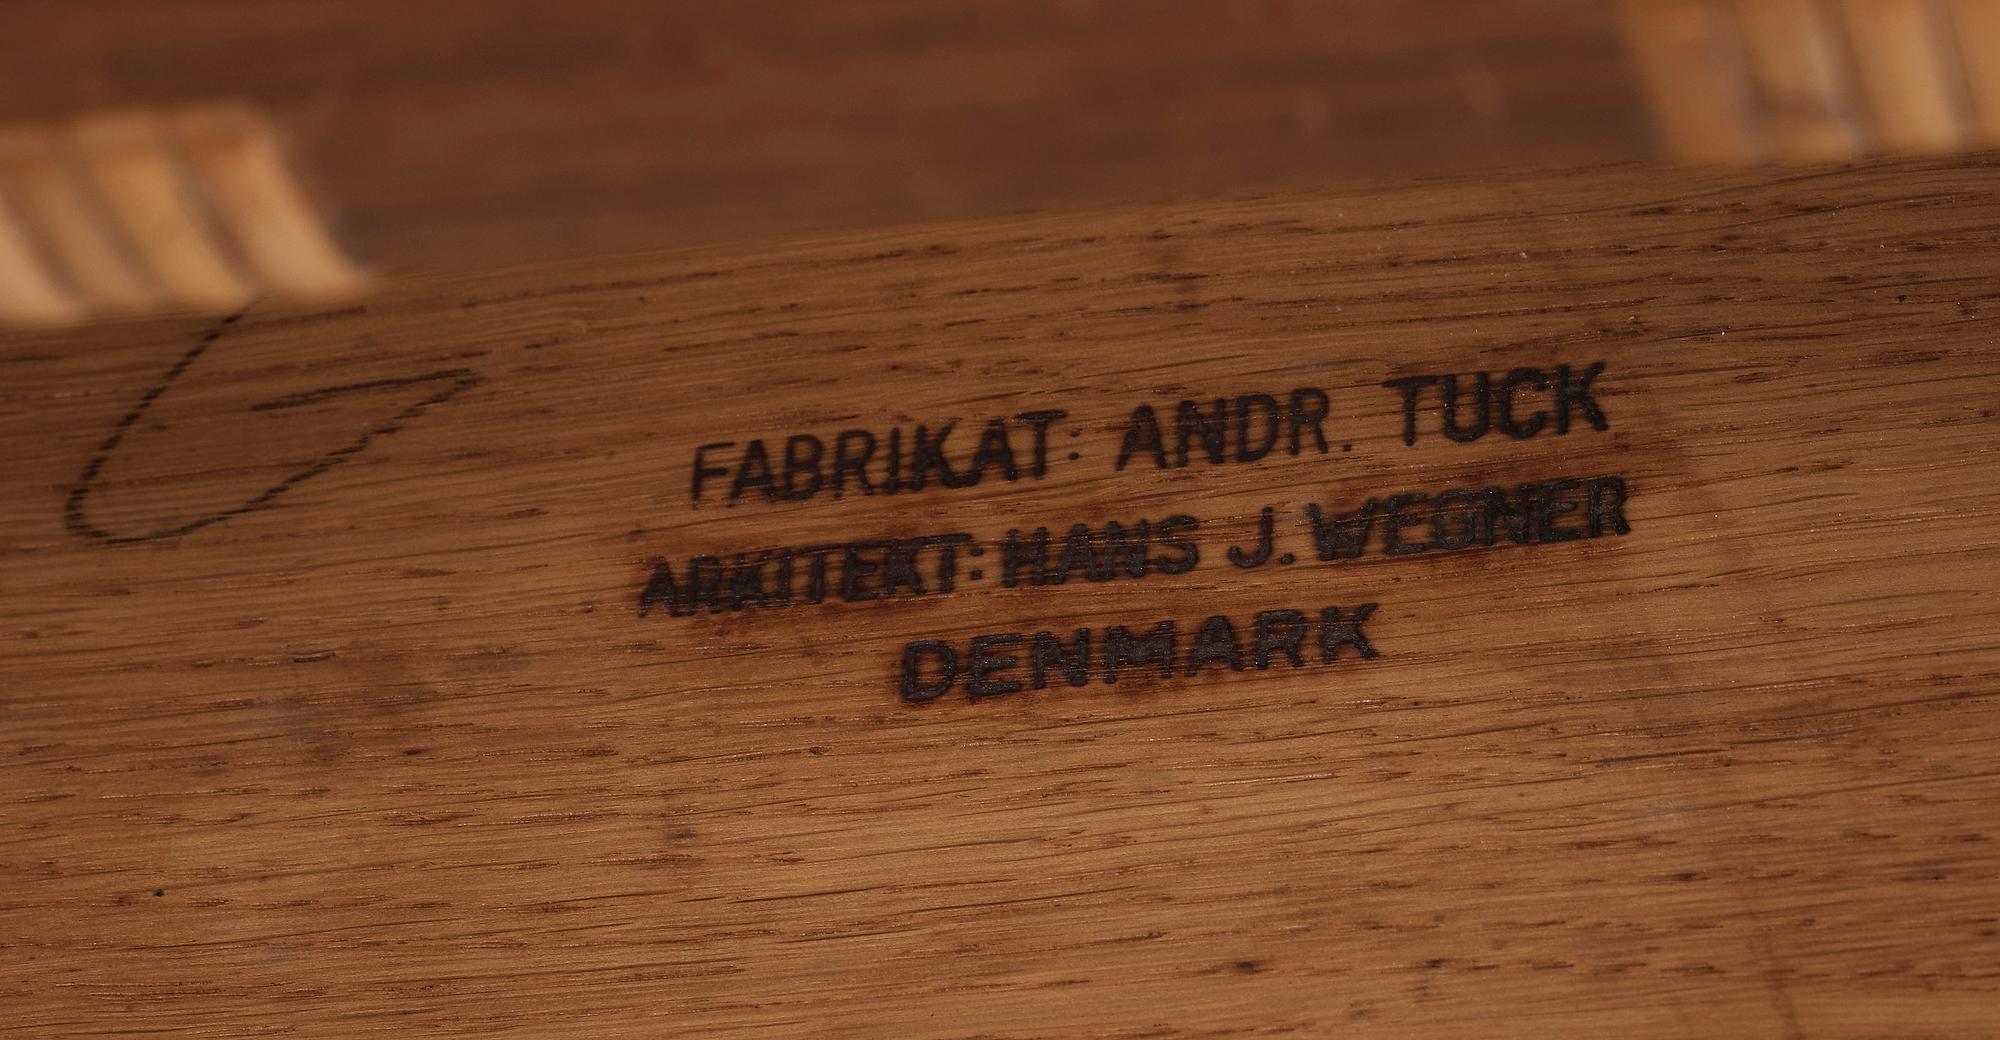 FABRIKAT: ANDR. TUCK
ARKITEKT: HANS J. WEGNER
DENMARK